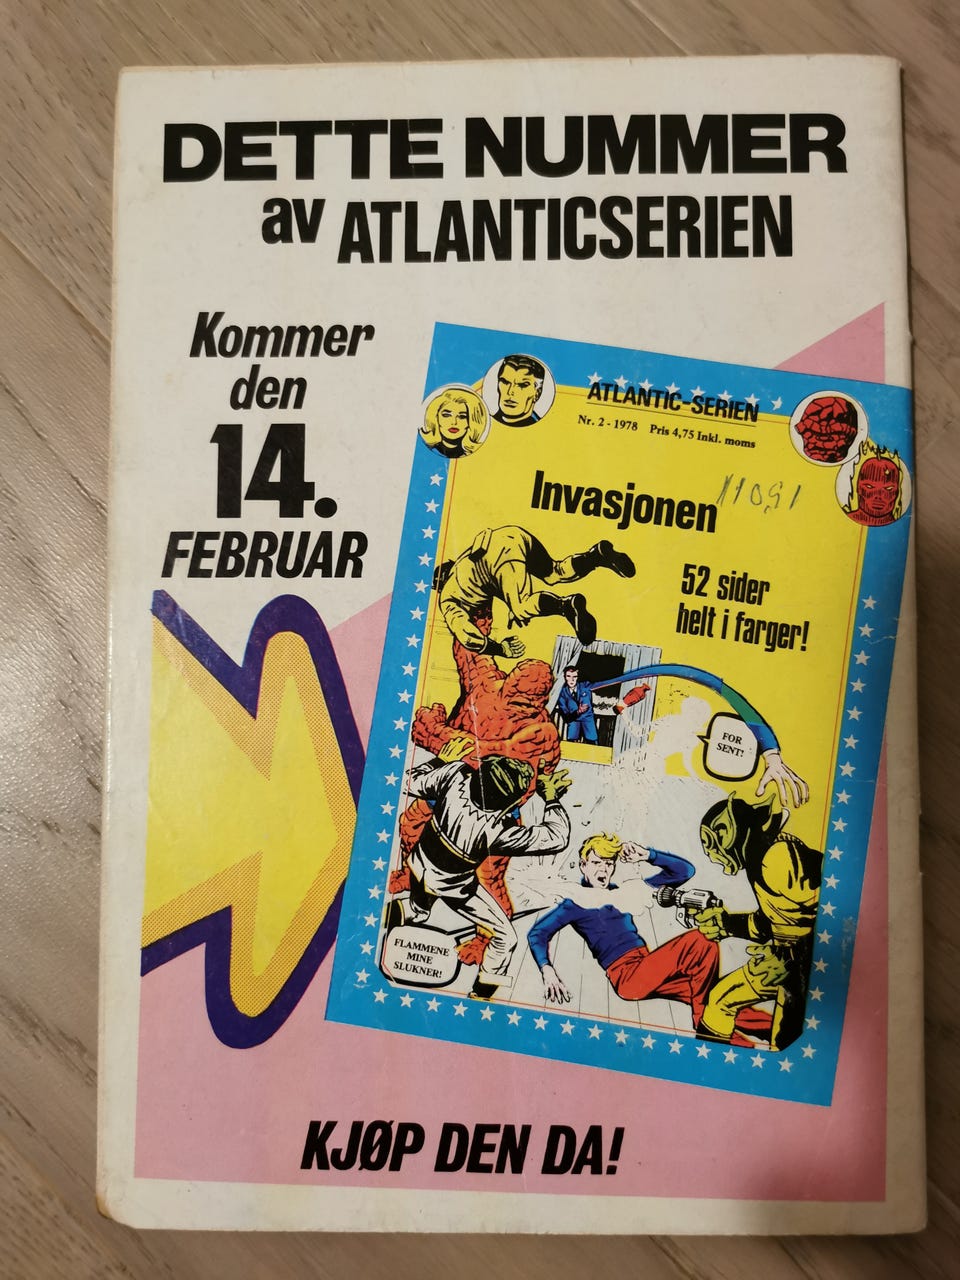 DETTE NUMMER
av ATLANTICSERIEN
Kommer
den
14.
FEBRUAR
ATLANTIC-SERIEN
Nr. 2 - 1978 Pris 4,75 Inkl. moms
Invasjonen
52 sider
helt i farger!
FOR
SENT!
FLAMMENE
MINE
SLUKNER!
KJØP DEN DA!